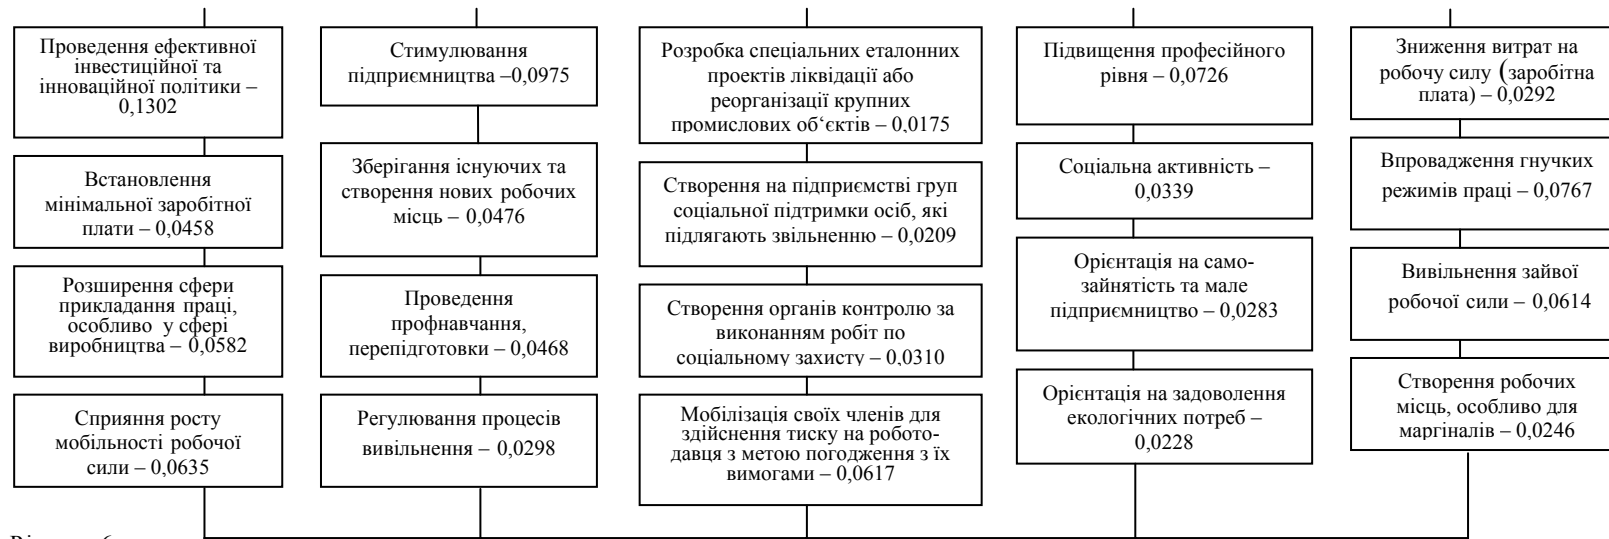 Проведення ефективної
інвестиційної та
інноваційної політики –
0,1302
Встановлення
мінімальної заробітної
плати – 0,0458
Розширення сфери
прикладання праці,
особливо у сфері
виробництва – 0,0582
Сприяння росту
мобільності робочої
сили – 0,0635
Стимулювання
підприємництва –0,0975
Зберігання існуючих та
створення нових робочих
місць – 0,0476
Проведення
профнавчання,
перепідготовки – 0,0468
Регулювання процесів
вивільнення – 0,0298
Розробка спеціальних еталонних
проектів ліквідації або
реорганізації крупних
промислових об‘єктів – 0,0175
Створення на підприємстві груп
соціальної підтримки осіб, які
підлягають звільненню – 0,0209
Створення органів контролю за
виконанням робіт по
соціальному захисту – 0,0310
Мобілізація своїх членів для
здійснення тиску на робото-
давця з метою погодження з їх
вимогами – 0,0617
Підвищення професійного
рівня – 0,0726
Соціальна активність –
0,0339
Орієнтація на само-
зайнятість та мале
підприємництво – 0,0283
Орієнтація на задоволення
екологічних потреб –
0,0228
Зниження витрат на
робочу силу (заробітна
плата) – 0,0292
Впровадження гнучких
режимів праці – 0,0767
Вивільнення зайвої
робочої сили – 0,0614
Створення робочих
місць, особливо для
маргіналів – 0,0246